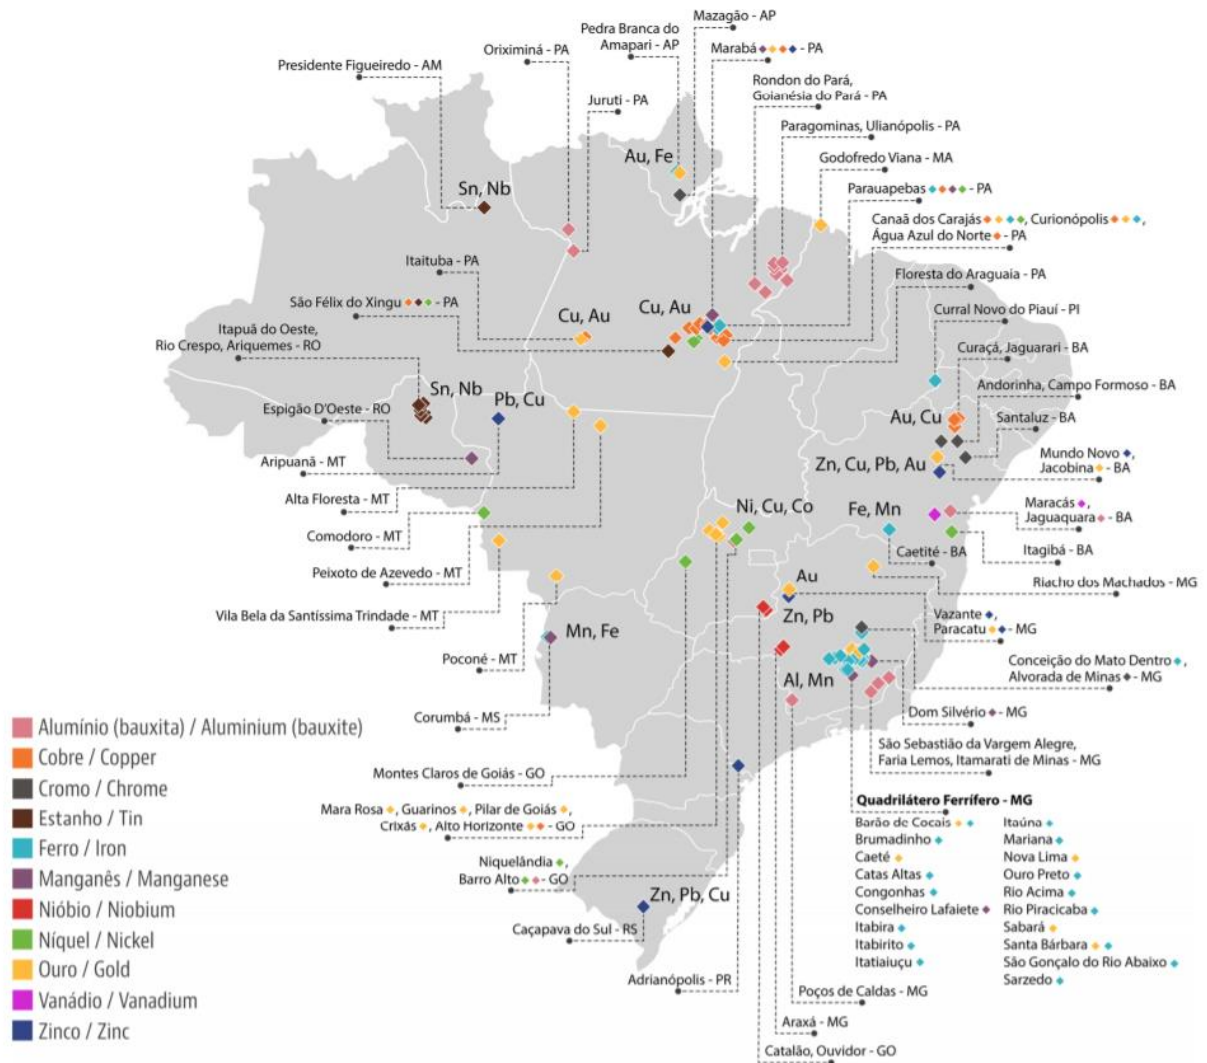 Mazagão - AP
Pedra Branca do
Amapari - AP
Oriximiná - PA
Marabá - PA
Presidente Figueiredo - AM
Rondon do Pará,
Goianésia do Pará - PA
Juruti - PA
Paragominas, Ulianópolis - PA
Au, Fe
Godofredo Viana - MA
Sn, Nb
Parauapebas - PA
Canaã dos Carajás , Curionópolis ,
Água Azul do Norte - PA
Itaituba - PA
Floresta do Araguaia - PA
São Félix do Xingu - PA
Cu, Au
Cu, Au
Curral Novo do Piauí - PI
Itapuã do Oeste,
Rio Crespo, Ariquemes - RO
Curaçá, Jaguarari - BA
Sn, Nb
Andorinha, Campo Formoso - BA
Pb, Cu
Espigão D'Oeste - RO
Au, Cu
Santaluz - BA
Aripuanã - MT
Zn, Cu, Pb, Au
Mundo Novo ,
Jacobina - BA
Alta Floresta - MT
Ni, Cu, Co
Fe, Mn
Maracás ,
Jaguaquara - BA
Comodoro - MT
Caetité - BA
Itagibá - BA
Peixoto de Azevedo - MT
Au
Riacho dos Machados - MG
Vila Bela da Santíssima Trindade - MT
Zn, Pb
Vazante ,
Paracatu - MG
Mn, Fe
Poconé - MT
Conceição do Mato Dentro ,
Alvorada de Minas - MG
Al, Mn
Corumbá - MS
Dom Silvério - MG
Alumínio (bauxita) / Aluminium (bauxite)
Cobre / Copper
Cromo / Chrome
Estanho / Tin
Ferro / Iron
Manganês / Manganese
Nióbio / Niobium
Níquel / Nickel
Ouro / Gold
Vanádio / Vanadium
Zinco / Zinc
São Sebastião da Vargem Alegre,
Faria Lemos, Itamarati de Minas - MG
Montes Claros de Goiás - GO
Mara Rosa , Guarinos , Pilar de Goiás ,
Crixás , Alto Horizonte - GO
Niquelândia ,
Barro Alto - GO
Zn, Pb, Cu
Caçapava do Sul - RS
Adrianópolis - PR
Quadrilátero Ferrífero - MG
Barão de Cocais
Brumadinho
Caeté
Catas Altas
Congonhas
Conselheiro Lafaiete
Itabira
Itabirito
Itatiaiuçu
Itaúna
Mariana
Nova Lima
Ouro Preto
Rio Acima
Rio Piracicaba
Sabará
Santa Bárbara
São Gonçalo do Rio Abaixo
Sarzedo
Poços de Caldas - MG
Araxá - MG
Catalão, Ouvidor - GO